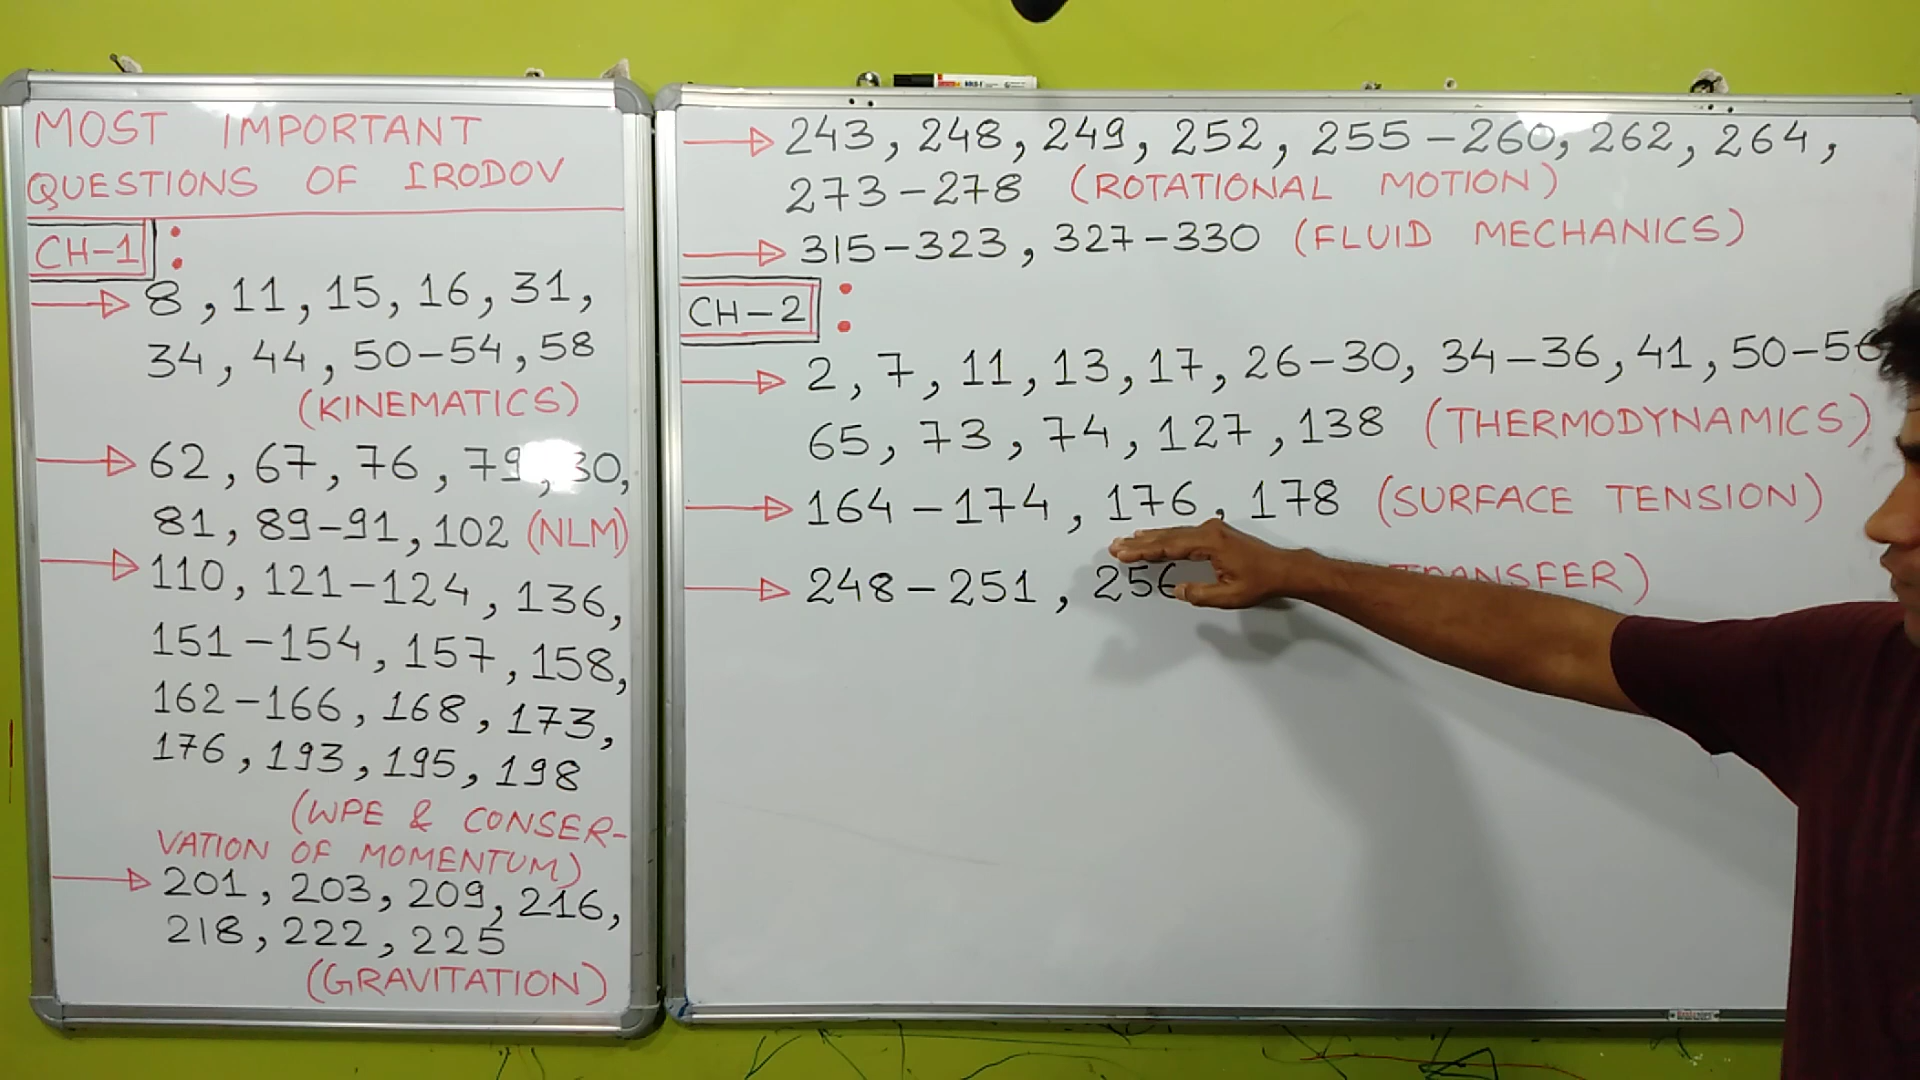 MOST IMPORTANT
QUESTIONS OF IRODOV
CH-1 :
8, 11, 15, 16, 31,
34, 44, 50-54, 58
(KINEMATICS)
62, 67, 76, 79, 80,
81, 89-91, 102 (NLM)
110, 121-124, 136,
151-154, 157, 158,
162-166, 168, 173,
176, 193, 195, 198
(WPE & CONSER-
VATION OF MOMENTUM)
201, 203, 209, 216,
218, 222, 225
(GRAVITATION)
243, 248, 249, 252, 255-260, 262, 264,
273-278 (ROTATIONAL MOTION)
315-323, 327-330 (FLUID MECHANICS)
CH-2 :
2, 7, 11, 13, 17, 26-30, 34-36, 41, 50-56
65, 73, 74, 127, 138 (THERMODYNAMICS)
164-174, 176, 178 (SURFACE TENSION)
248-251, 256 TRANSFER)